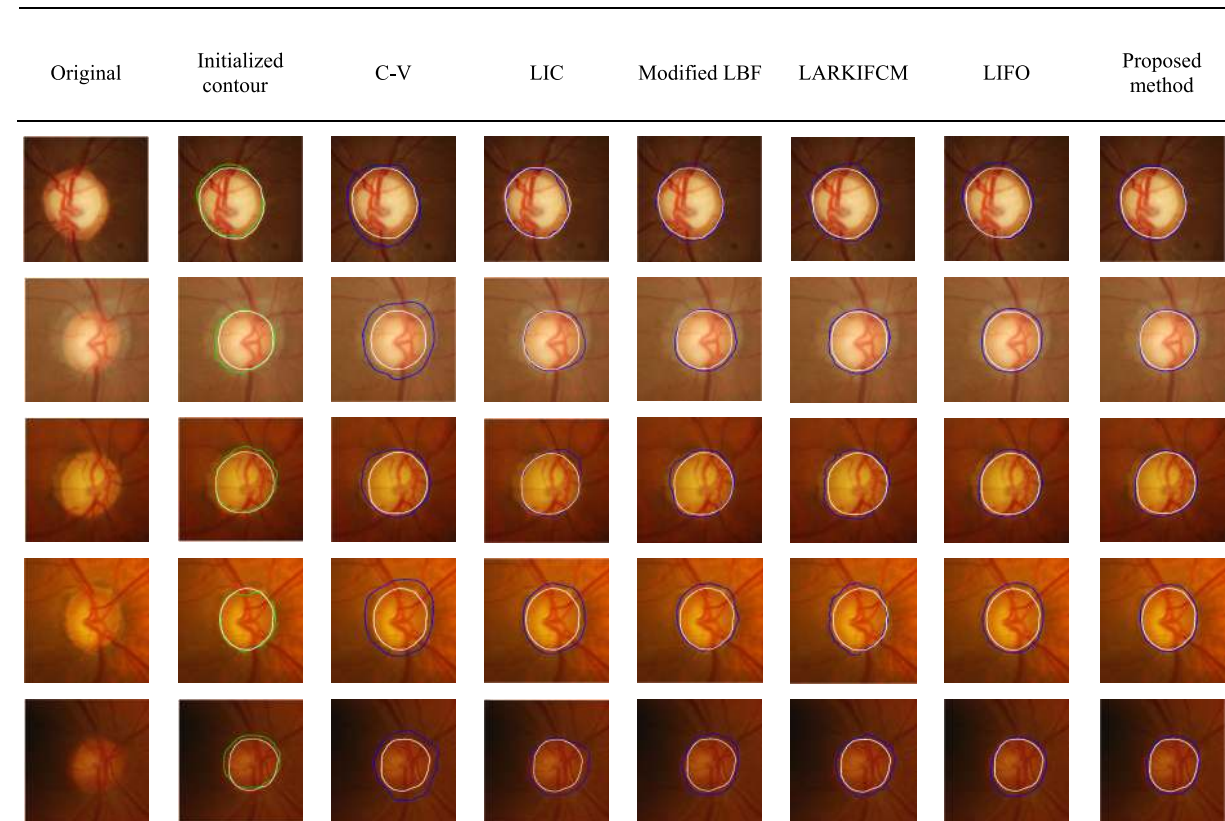 Original
Initialized
contour
C-V
LIC
Modified LBF
LARKIFCM
LIFO
Proposed
method